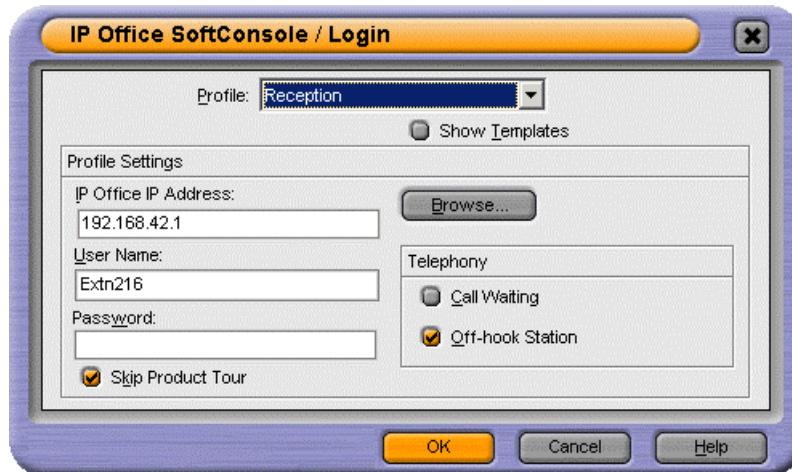 IP Office SoftConsole / Login
Profile: Reception
Show Templates
Profile Settings
IP Office IP Address:
192.168.42.1
Browse...
User Name:
Extn216
Password:
Skip Product Tour
Telephony
Call Waiting
Off-hook Station
OK Cancel Help